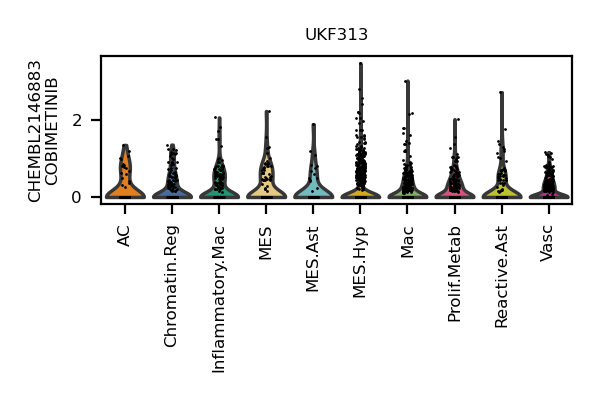 UKF313
CHEMBL2146883
COBIMETINIB
2
0
AC
Chromatin.Reg
Inflammatory.Mac
MES
MES.Ast
MES.Hyp
Mac
Prolif.Metab
Reactive.Ast
Vasc